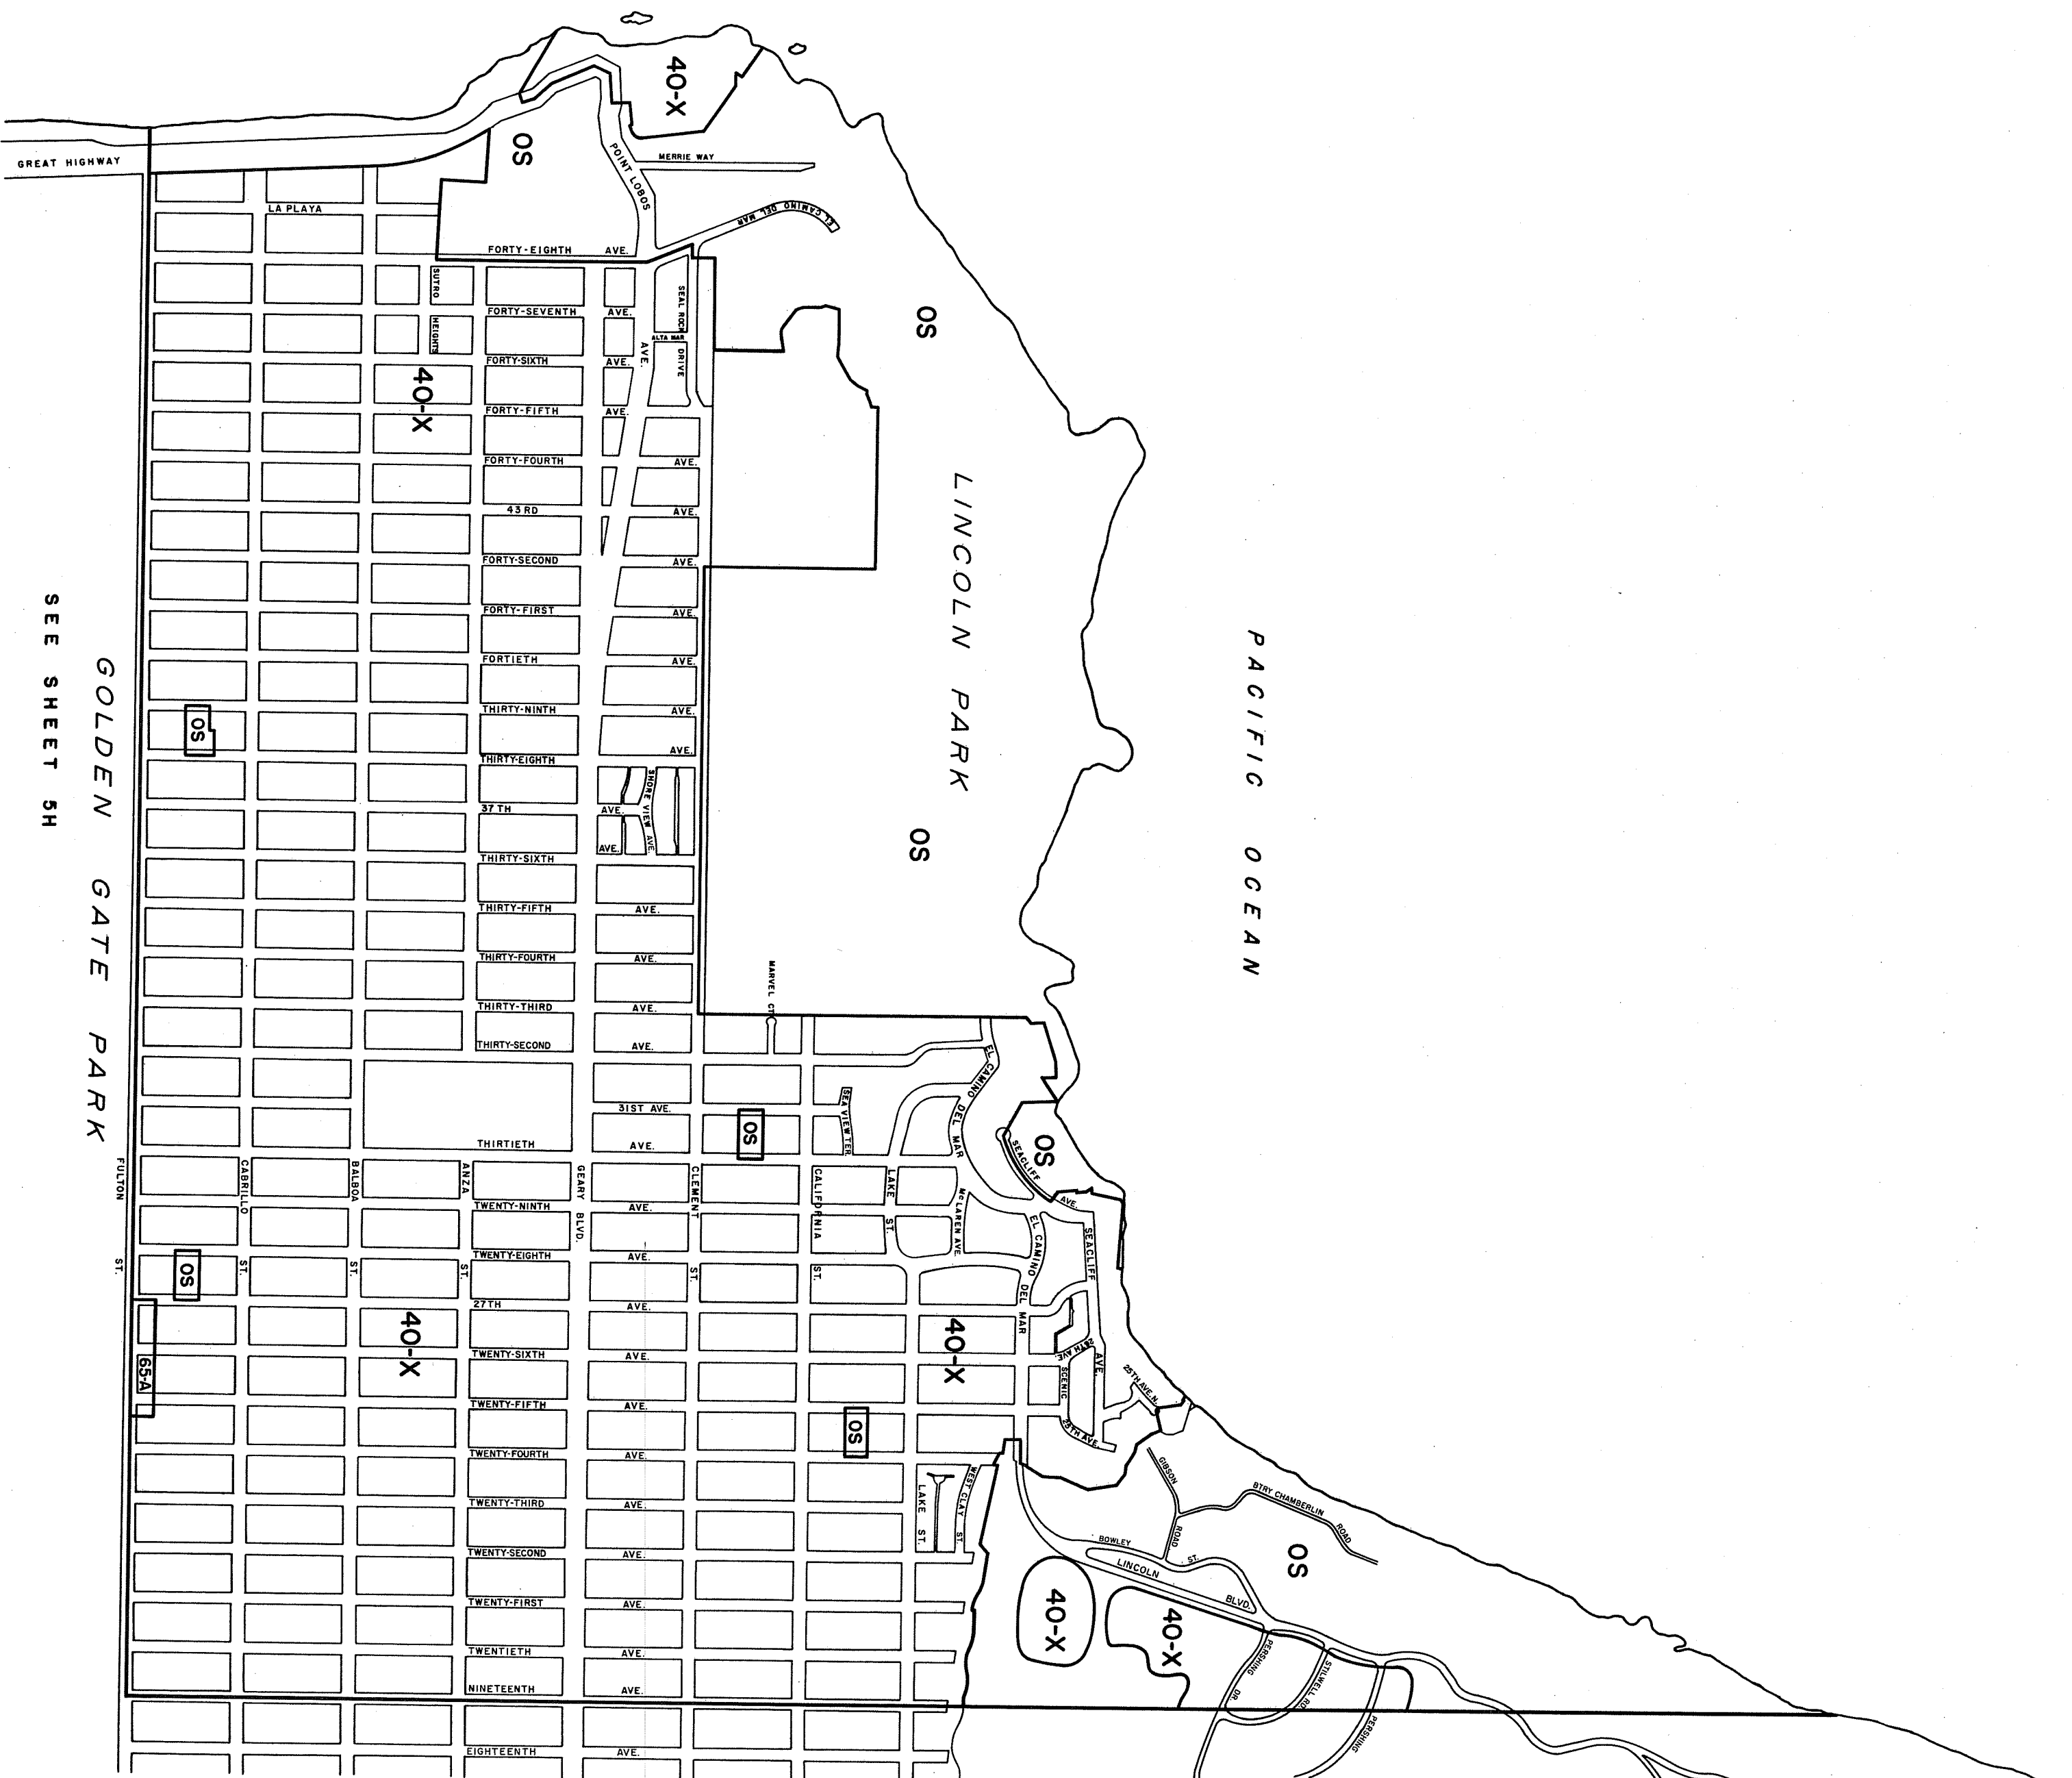 40-X
OS
GREAT HIGHWAY
MERRIE WAY
POINT LOBOS
LA PLAYA
EL CAMINO DEL MAR
FORTY-EIGHTH AVE.
SUTRO
HEIGHTS
SEAL ROCK
DRIVE
ALTA MAR
AVE.
OS
FORTY-SEVENTH AVE.
FORTY-SIXTH AVE.
40-X
FORTY-FIFTH AVE.
FORTY-FOURTH AVE.
43RD AVE.
FORTY-SECOND AVE.
FORTY-FIRST AVE.
FORTIETH AVE.
LINCOLN PARK
PACIFIC OCEAN
SEE SHEET 5H
GOLDEN GATE PARK
OS
THIRTY-NINTH AVE.
THIRTY-EIGHTH AVE.
SHORE VIEW AVE.
37TH AVE.
THIRTY-SIXTH AVE.
OS
THIRTY-FIFTH AVE.
THIRTY-FOURTH AVE.
MARVEL CT.
THIRTY-THIRD AVE.
THIRTY-SECOND AVE.
EL CAMINO DEL MAR
SEA VIEW TER.
31ST AVE.
OS
OS
SEACLIFF AVE.
THIRTIETH AVE.
FULTON ST.
CABRILLO ST.
BALBOA ST.
ANZA ST.
GEARY BLVD.
CLEMENT ST.
CALIFORNIA ST.
LAKE ST.
McLAREN AVE.
EL CAMINO DEL MAR
SEACLIFF AVE.
TWENTY-NINTH AVE.
TWENTY-EIGHTH AVE.
OS
27TH AVE.
65-A
40-X
40-X
26TH AVE.
SCENIC
25TH AVE. N.
25TH AVE.
TWENTY-SIXTH AVE.
TWENTY-FIFTH AVE.
OS
TWENTY-FOURTH AVE.
LAKE ST.
WEST CLAY ST.
GIBSON ROAD
BTRY CHAMBERLIN ROAD
TWENTY-THIRD AVE.
BOWLEY ST.
LINCOLN BLVD.
OS
TWENTY-SECOND AVE.
TWENTY-FIRST AVE.
40-X
40-X
PERSHING DR.
STILWELL RD.
PERSHING
TWENTIETH AVE.
NINETEENTH AVE.
EIGHTEENTH AVE.